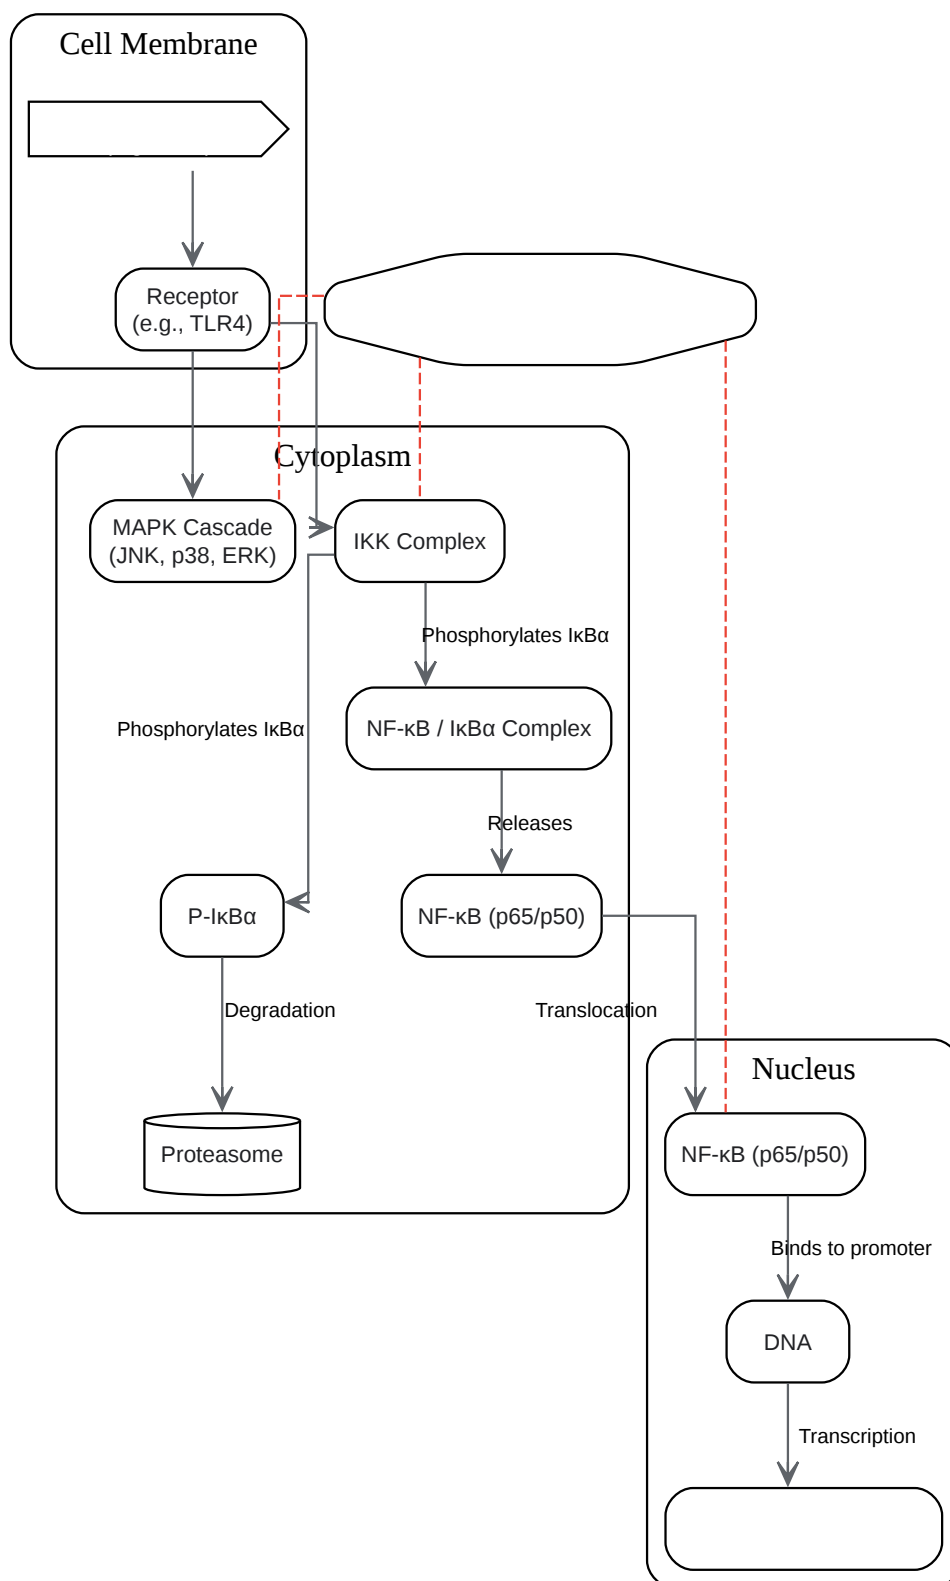 Cell Membrane
Receptor
(e.g., TLR4)
Cytoplasm
MAPK Cascade
(JNK, p38, ERK)
IKK Complex
Phosphorylates IκBα
NF-κB / IκBα Complex
Phosphorylates IκBα
Releases
P-IκBα
NF-κB (p65/p50)
Degradation
Translocation
Proteasome
Nucleus
NF-κB (p65/p50)
Binds to promoter
DNA
Transcription